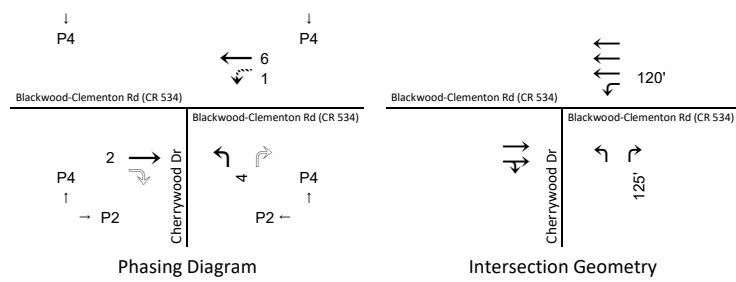 P4
P4
6
1
Blackwood-Clementon Rd (CR 534)
Blackwood-Clementon Rd (CR 534)
2
4
P4
P4
P2
P2
Cherrywood Dr
Phasing Diagram
120'
Blackwood-Clementon Rd (CR 534)
Blackwood-Clementon Rd (CR 534)
125'
Cherrywood Dr
Intersection Geometry